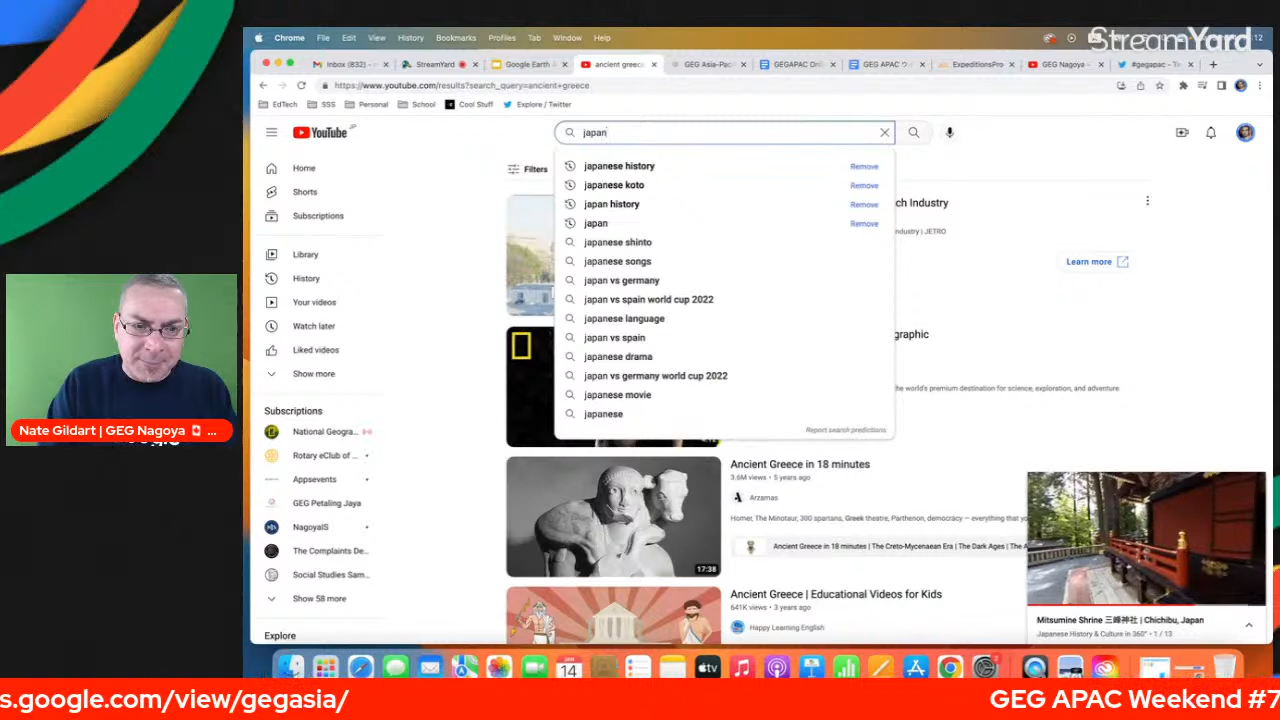 StreamYard
Chrome File Edit View History Bookmarks Profiles Tab Window Help
Inbox (832) StreamYard Google Earth & ancient greece GEG Asia-Pac GEGAPAC Onl GEG APAC ウィ ExpeditionsPro GEG Nagoya - #gegapac - T
https://www.youtube.com/results?search_query=ancient+greece
EdTech SSS Personal School Cool Stuff Explore / Twitter
YouTube JP
japan
Home
Shorts
Subscriptions
Library
History
Your videos
Watch later
Liked videos
Show more
Subscriptions
National Geogra...
Rotary eClub of ...
Appsevents
GEG Petaling Jaya
NagoyaIS
The Complaints De...
Social Studies Sam...
Show 58 more
Explore
Filters
japanese history Remove
japanese koto Remove
japan history Remove
japan Remove
japanese shinto
japanese songs
japan vs germany
japan vs spain world cup 2022
japanese language
japan vs spain
japanese drama
japan vs germany world cup 2022
japanese movie
japanese
Report search predictions
ch Industry
ndustry | JETRO
Learn more
ographic
he world's premium destination for science, exploration, and adventure.
Ancient Greece in 18 minutes
3.6M views • 5 years ago
Arzamas
Homer, The Minotaur, 300 spartans, Greek theatre, Parthenon, democracy — everything that yo
Ancient Greece in 18 minutes | The Creto-Mycenaean Era | The Dark Ages | The A
17:38
Ancient Greece | Educational Videos for Kids
641K views • 3 years ago
Happy Learning English
Mitsumine Shrine 三峰神社 | Chichibu, Japan
Japanese History & Culture in 360° • 1 / 13
Nate Gildart | GEG Nagoya ...
JAN
14
tv
s.google.com/view/gegasia/
GEG APAC Weekend #7